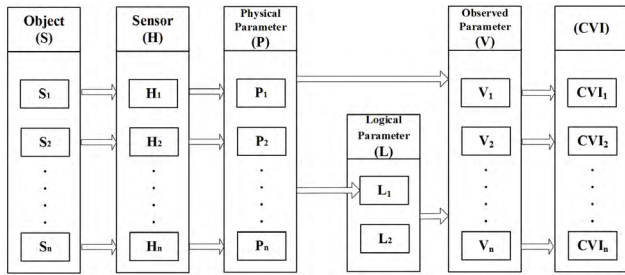 Object
(S)
S1
S2
Sn
Sensor
(H)
H1
H2
Hn
Physical
Parameter
(P)
P1
P2
Pn
Logical
Parameter
(L)
L1
L2
Observed
Parameter
(V)
V1
V2
Vn
(CVI)
CVI1
CVI2
CVIn